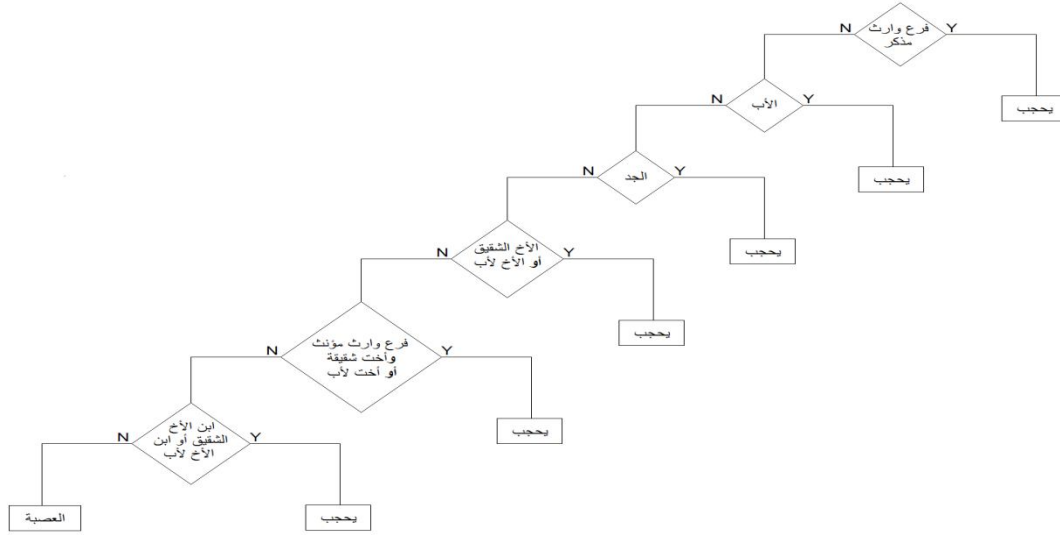 فرع وارث
مذكر
N
Y
يحجب
الأب
N
Y
يحجب
الجد
N
Y
يحجب
الأخ الشقيق
أو الأخ لأب
N
Y
يحجب
فرع وارث مؤنث
وأخت شقيقة
أو أخت لأب
N
Y
يحجب
ابن الأخ
الشقيق أو ابن
الأخ لأب
N
Y
يحجب
العصبة